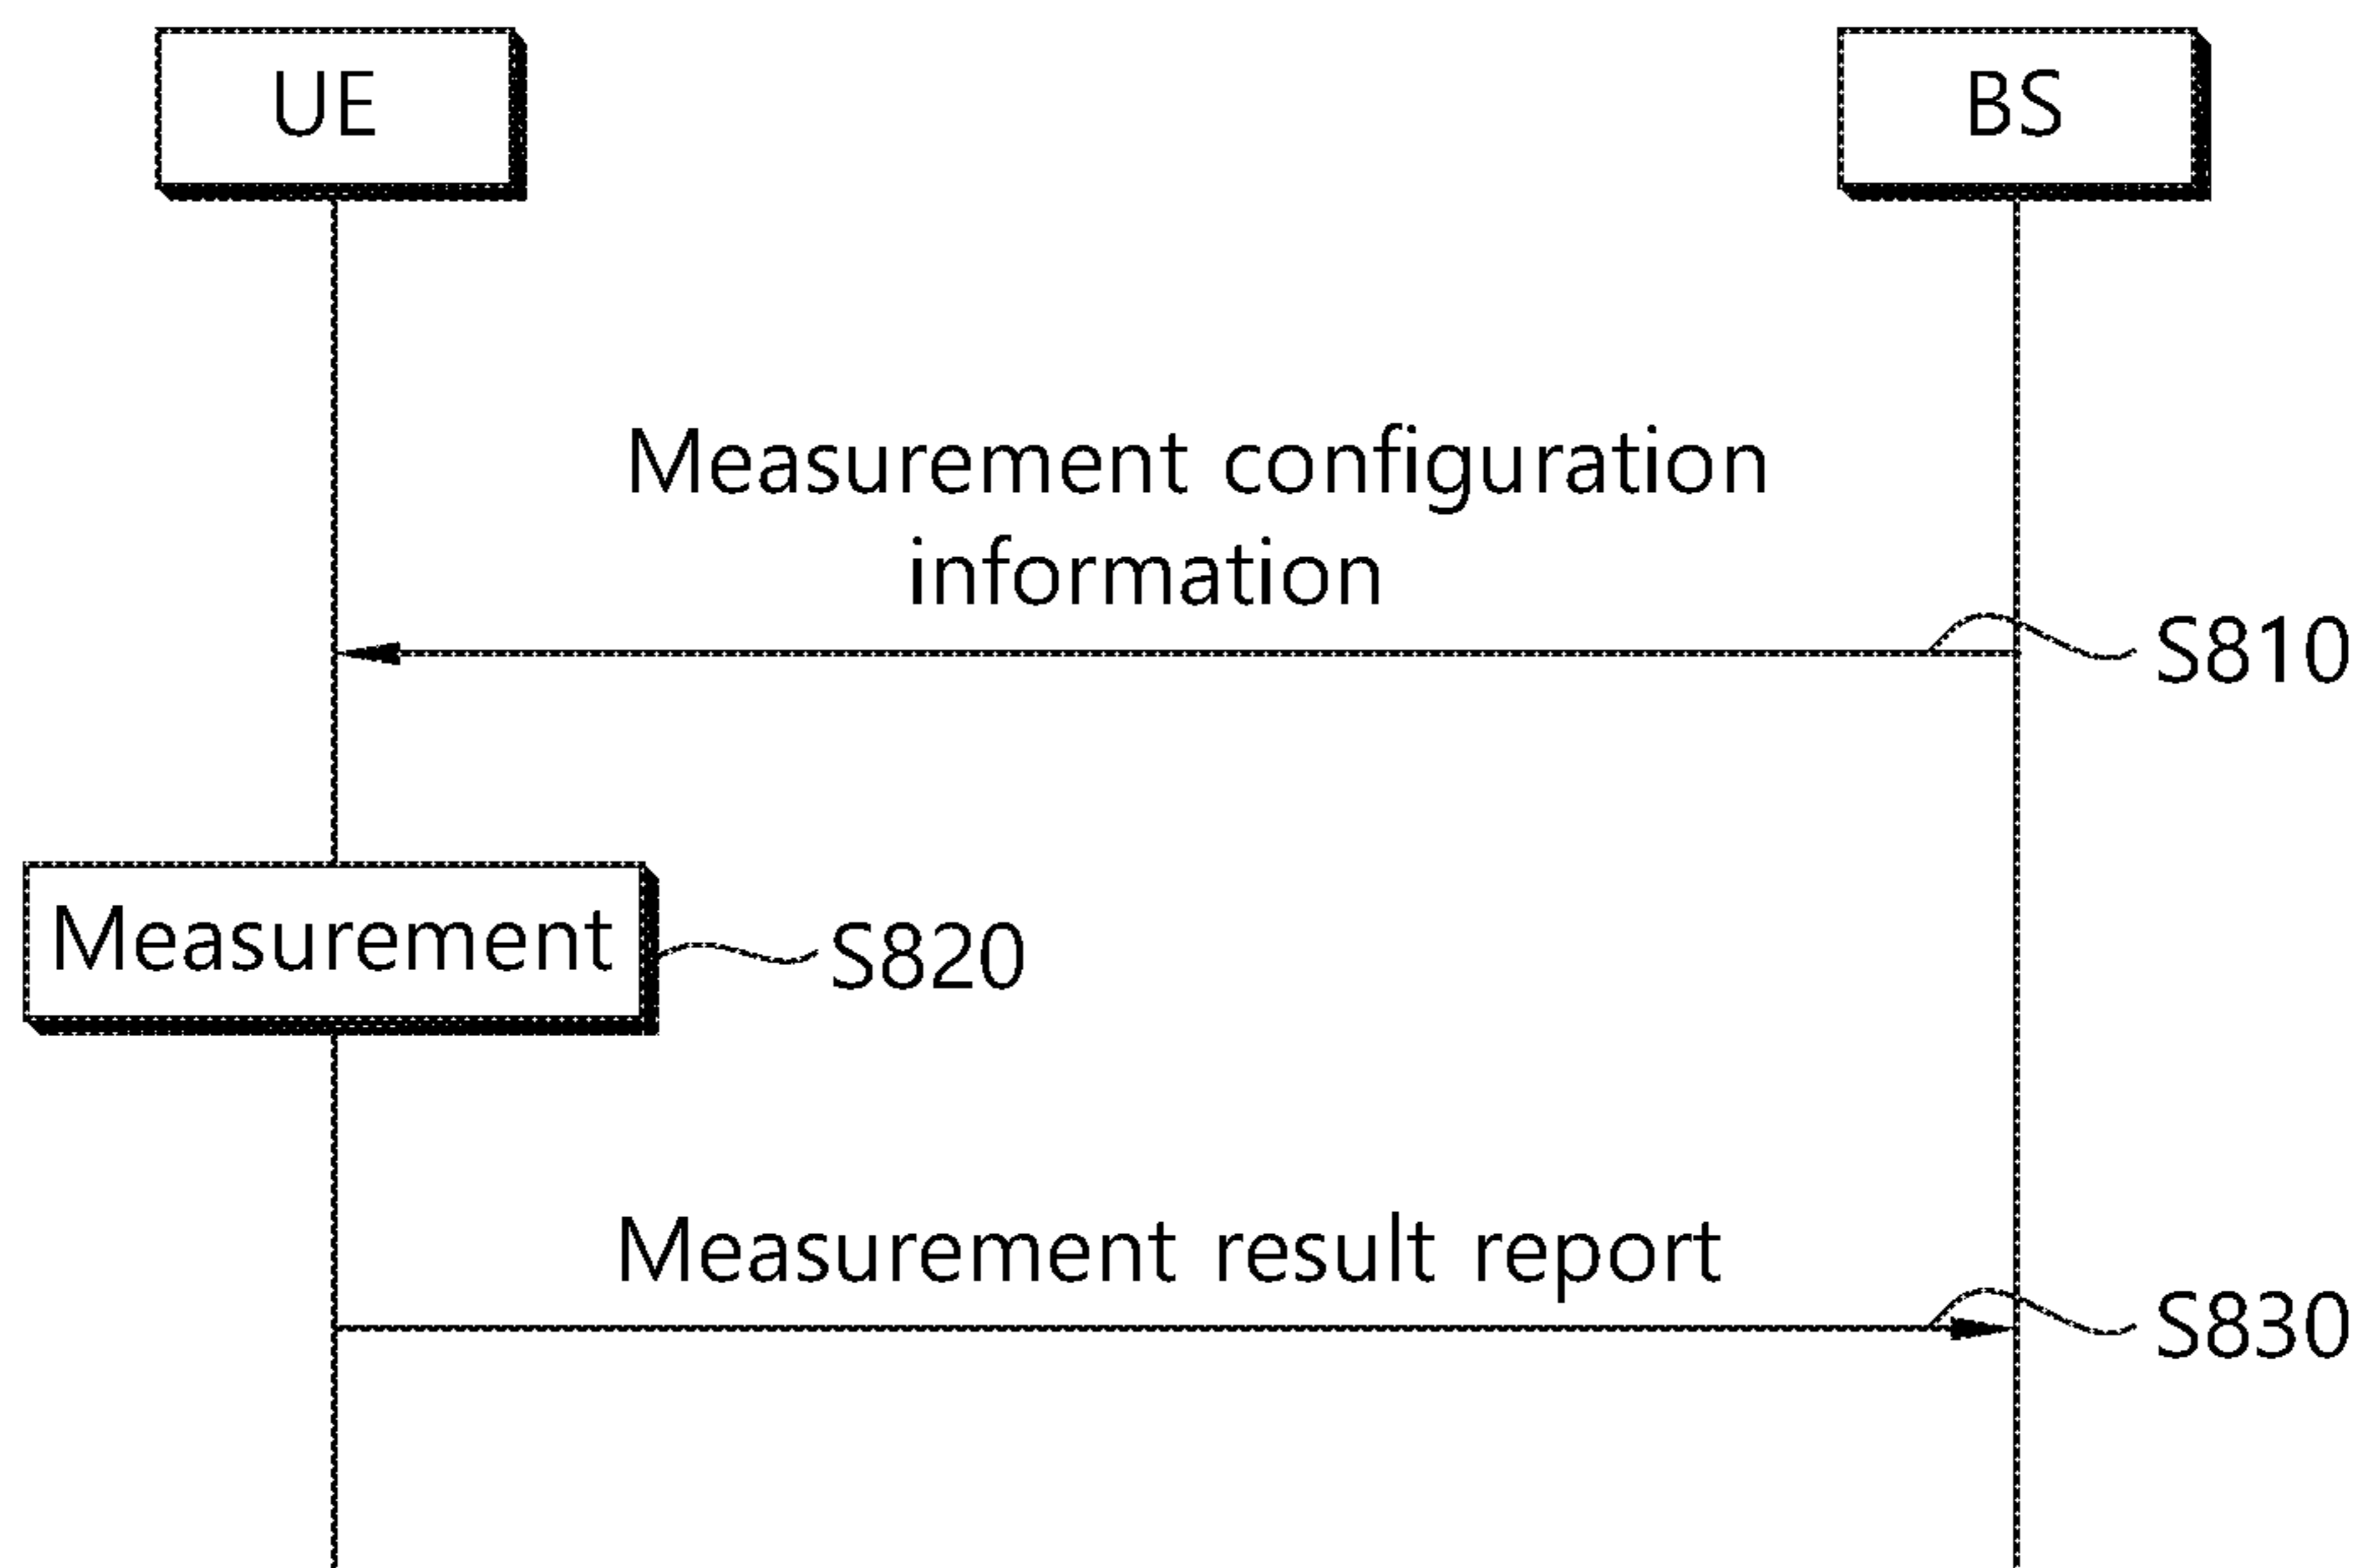 UE
BS
Measurement configuration
information
S810
Measurement
S820
Measurement result report
S830